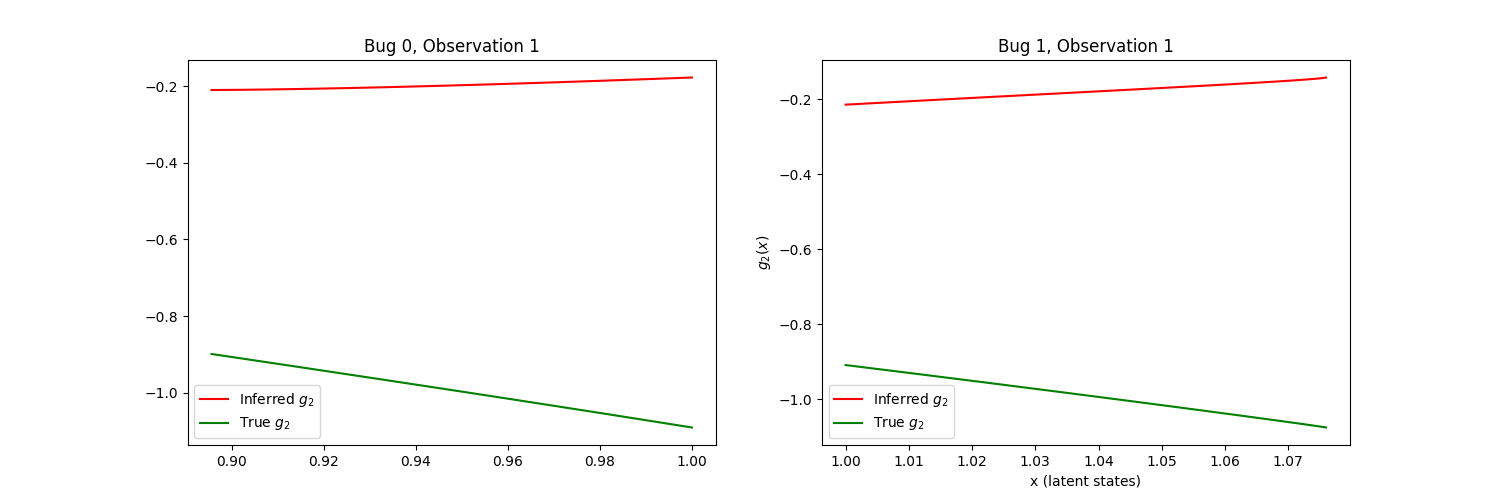 Bug 0, Observation 1
−0.2
−0.4
−0.6
−0.8
−1.0
Inferred g₂
True g₂
0.90 0.92 0.94 0.96 0.98 1.00
Bug 1, Observation 1
g₂(x)
−0.2
−0.4
−0.6
−0.8
−1.0
Inferred g₂
True g₂
1.00 1.01 1.02 1.03 1.04 1.05 1.06 1.07
x (latent states)